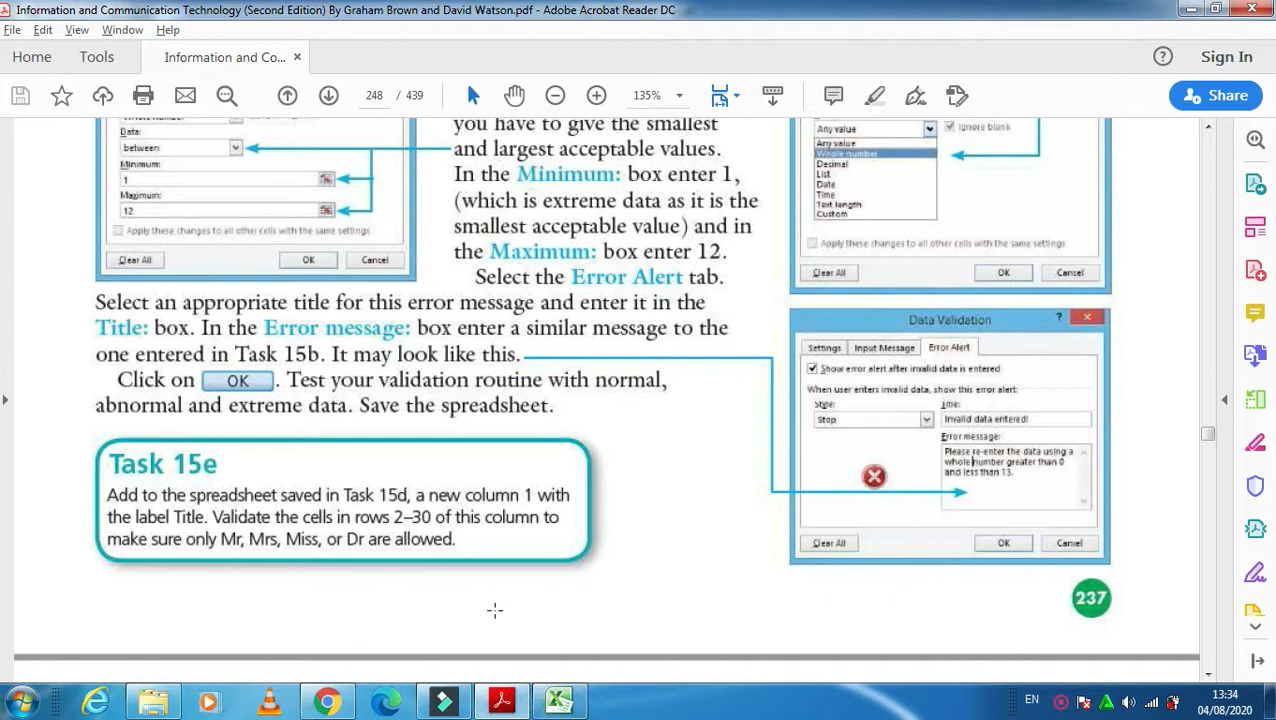 Information and Communication Technology (Second Edition) By Graham Brown and David Watson.pdf - Adobe Acrobat Reader DC
File Edit View Window Help
Home Tools Information and Co... × Sign In
248 / 439 135% Share
Data:
between
Minimum:
1
Maximum:
12
Apply these changes to all other cells with the same settings
Clear All OK Cancel
you have to give the smallest
and largest acceptable values.
In the Minimum: box enter 1,
(which is extreme data as it is the
smallest acceptable value) and in
the Maximum: box enter 12.
Select the Error Alert tab.
Select an appropriate title for this error message and enter it in the
Title: box. In the Error message: box enter a similar message to the
one entered in Task 15b. It may look like this.
Click on OK . Test your validation routine with normal,
abnormal and extreme data. Save the spreadsheet.
Any value Ignore blank
Any value
Whole number
Decimal
List
Date
Time
Text length
Custom
Apply these changes to all other cells with the same settings
Clear All OK Cancel
Data Validation ? ×
Settings Input Message Error Alert
Show error alert after invalid data is entered
When user enters invalid data, show this error alert:
Style: Title:
Stop Invalid data entered!
Error message:
Please re-enter the data using a
whole number greater than 0
and less than 13.
Clear All OK Cancel
Task 15e
Add to the spreadsheet saved in Task 15d, a new column 1 with
the label Title. Validate the cells in rows 2–30 of this column to
make sure only Mr, Mrs, Miss, or Dr are allowed.
237
EN 13:34
04/08/2020